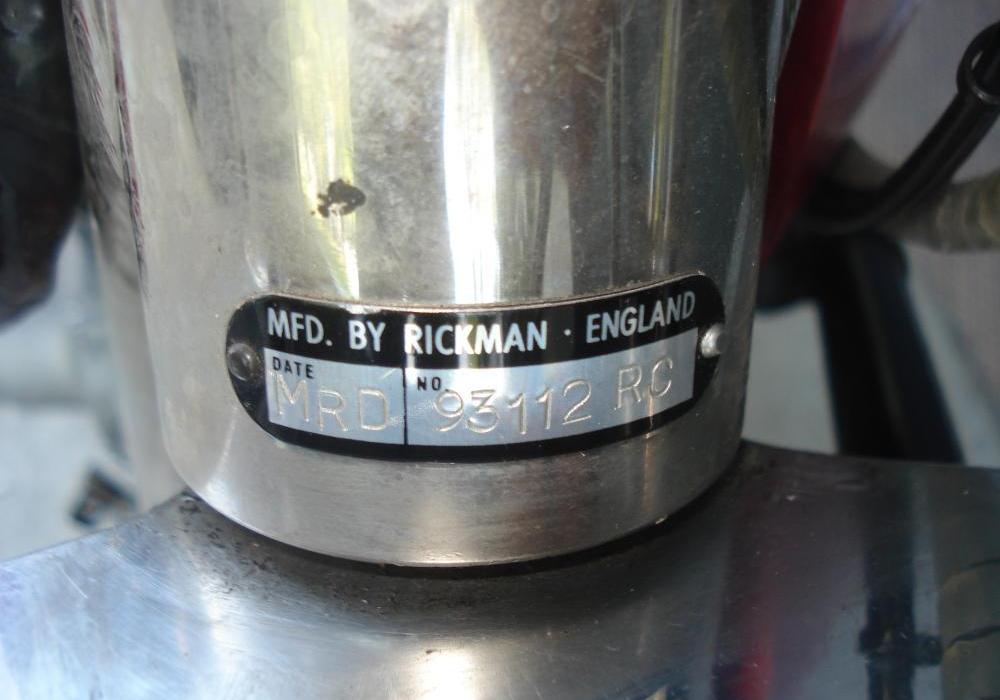 MFD. BY RICKMAN · ENGLAND
DATE NO.
MRD 93112 RC